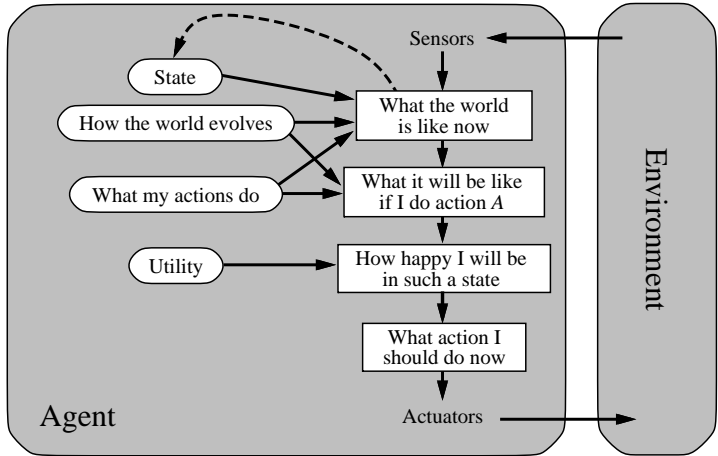 Sensors
State
What the world
is like now
How the world evolves
What my actions do
What it will be like
if I do action A
Utility
How happy I will be
in such a state
What action I
should do now
Agent
Actuators
Environment